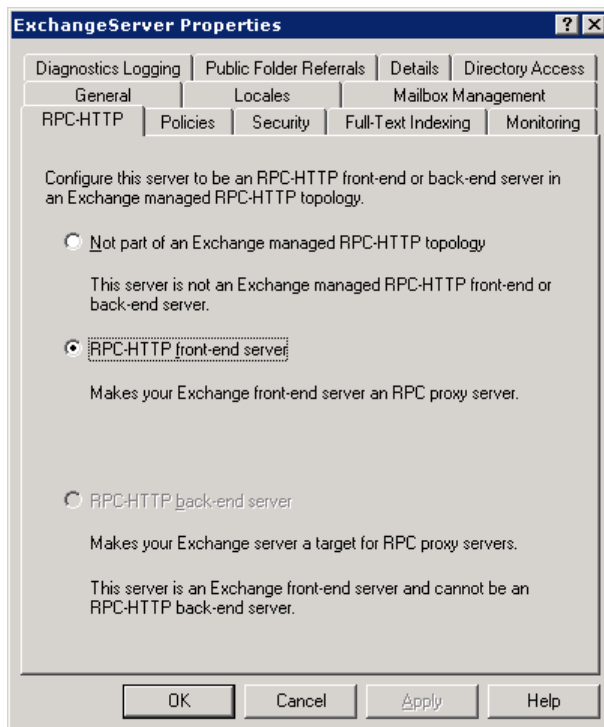 ExchangeServer Properties
Diagnostics Logging Public Folder Referrals Details Directory Access
General Locales Mailbox Management
RPC-HTTP Policies Security Full-Text Indexing Monitoring
Configure this server to be an RPC-HTTP front-end or back-end server in
an Exchange managed RPC-HTTP topology.
Not part of an Exchange managed RPC-HTTP topology
This server is not an Exchange managed RPC-HTTP front-end or
back-end server.
RPC-HTTP front-end server
Makes your Exchange front-end server an RPC proxy server.
RPC-HTTP back-end server
Makes your Exchange server a target for RPC proxy servers.
This server is an Exchange front-end server and cannot be an
RPC-HTTP back-end server.
OK Cancel Apply Help